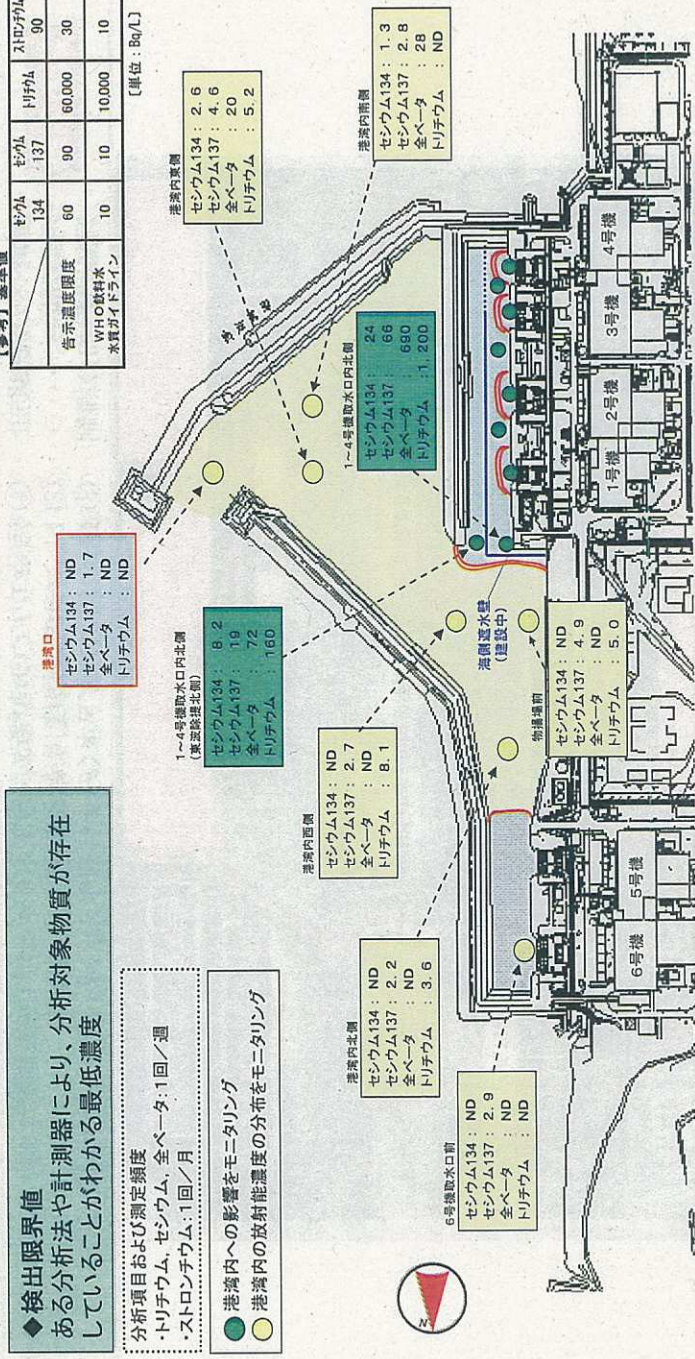 ◆検出限界値
ある分析法や計測器により、分析対象物質が存在
していることがわかる最低濃度
分析項目および測定頻度
・トリチウム、セシウム、全ベータ:1回/週
・ストロンチウム:1回/月
港湾内への影響をモニタリング
港湾内の放射能濃度の分布をモニタリング
【参考】基準値
セシウム134 セシウム137 トリチウム ストロンチウム90
告示濃度限度 60 90 60,000 30
WHO飲料水
水質ガイドライン 10 10 10,000 10
[単位:Bq/L]
港湾口
セシウム134 : ND
セシウム137 : 1.7
全ベータ : ND
トリチウム : ND
港湾内東側
セシウム134 : 2.6
セシウム137 : 4.6
全ベータ : 20
トリチウム : 5.2
港湾内南側
セシウム134 : 1.3
セシウム137 : 2.8
全ベータ : 28
トリチウム : ND
1~4号機取水口内北側
(東波除堤北側)
セシウム134 : 8.2
セシウム137 : 19
全ベータ : 72
トリチウム : 160
1~4号機取水口内北側
セシウム134 : 24
セシウム137 : 66
全ベータ : 690
トリチウム : 1,200
港湾内西側
セシウム134 : ND
セシウム137 : 2.7
全ベータ : ND
トリチウム : 8.1
港湾内北側
セシウム134 : ND
セシウム137 : 2.2
全ベータ : ND
トリチウム : 3.6
6号機取水口前
セシウム134 : ND
セシウム137 : 2.9
全ベータ : ND
トリチウム : ND
物揚場前
セシウム134 : ND
セシウム137 : 4.9
全ベータ : ND
トリチウム : 5.0
海側遮水壁
(建設中)
N
6号機
5号機
1号機
2号機
3号機
4号機